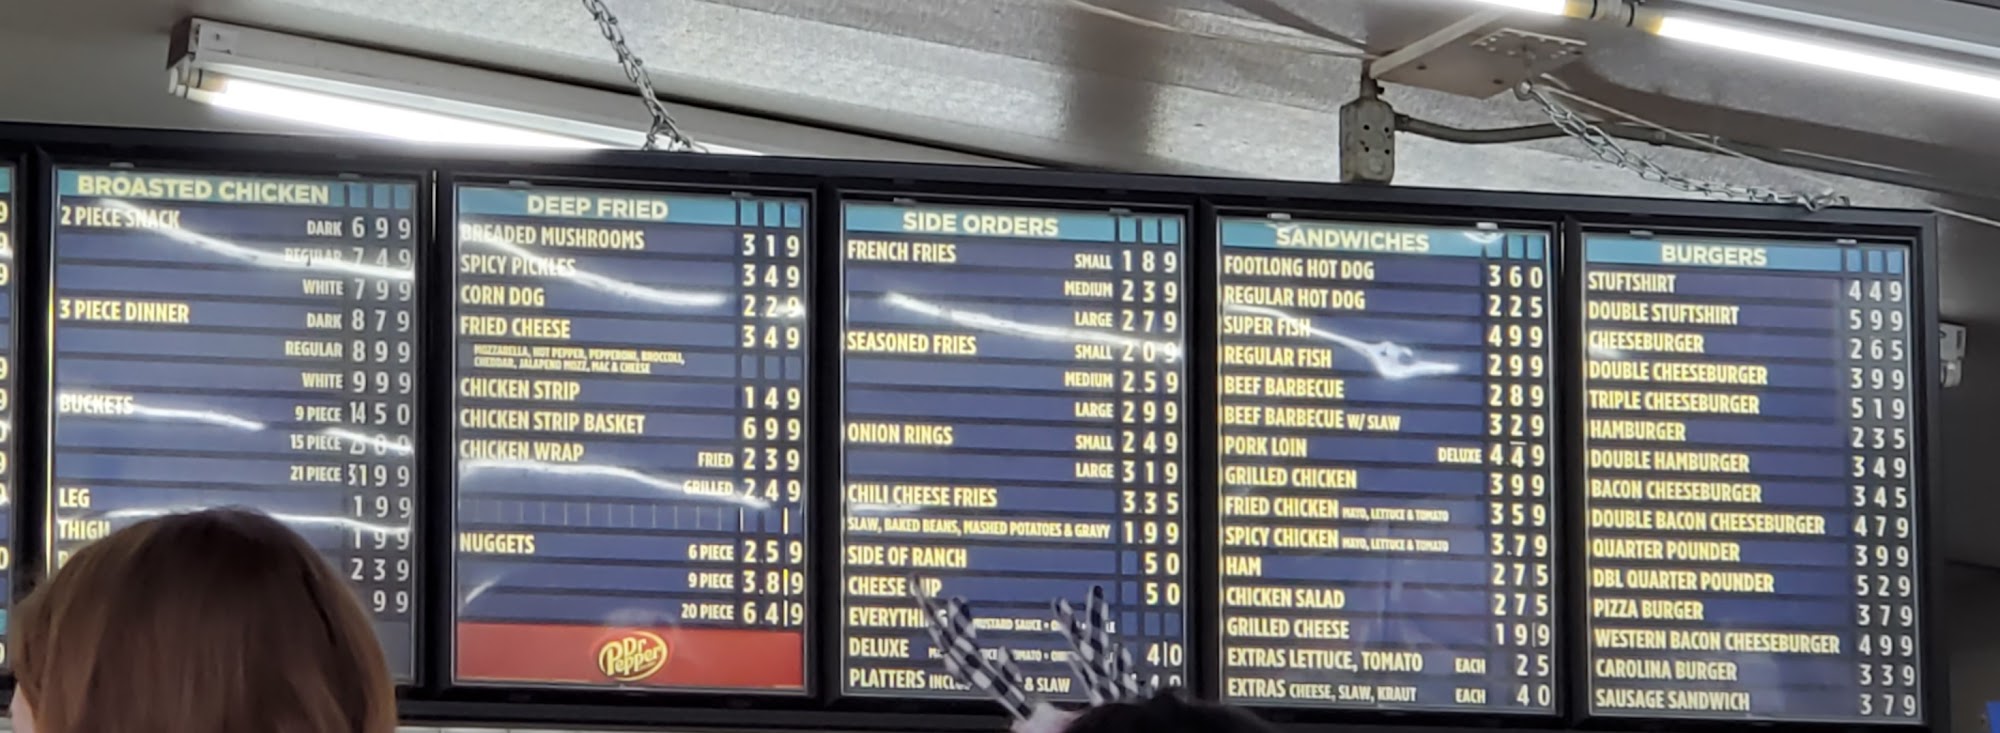 BROASTED CHICKEN
2 PIECE SNACK DARK 6 9 9
REGULAR 7 4 9
WHITE 7 9 9
3 PIECE DINNER DARK 8 7 9
REGULAR 8 9 9
WHITE 9 9 9
BUCKETS 9 PIECE 14 5 0
15 PIECE
21 PIECE 31 9 9
LEG 1 9 9
THIGH 1 9 9
2 3 9
9 9
DEEP FRIED
BREADED MUSHROOMS 3 1 9
SPICY PICKLES 3 4 9
CORN DOG 2 2 9
FRIED CHEESE 3 4 9
MOZZARELLA, HOT PEPPER, PEPPERONI, BROCCOLI,
CHEDDAR, JALAPENO MOZZ, MAC & CHEESE
CHICKEN STRIP 1 4 9
CHICKEN STRIP BASKET 6 9 9
CHICKEN WRAP FRIED 2 3 9
GRILLED 2 4 9
NUGGETS 6 PIECE 2.5 9
9 PIECE 3.8 9
20 PIECE 6.4 9
Dr Pepper
SIDE ORDERS
FRENCH FRIES SMALL 1 8 9
MEDIUM 2 3 9
LARGE 2 7 9
SEASONED FRIES SMALL 2 0 9
MEDIUM 2.5 9
LARGE 2 9 9
ONION RINGS SMALL 2 4 9
LARGE 3 1 9
CHILI CHEESE FRIES 3.3 5
SLAW, BAKED BEANS, MASHED POTATOES & GRAVY 1.9 9
SIDE OF RANCH 5 0
CHEESE CUP 5 0
EVERYTHING MUSTARD SAUCE •
DELUXE 4 0
PLATTERS & SLAW
SANDWICHES
FOOTLONG HOT DOG 3 6 0
REGULAR HOT DOG 2 2 5
SUPER FISH 4 9 9
REGULAR FISH 2 9 9
BEEF BARBECUE 2 8 9
BEEF BARBECUE W/ SLAW 3 2 9
PORK LOIN DELUXE 4 4 9
GRILLED CHICKEN 3 9 9
FRIED CHICKEN MAYO, LETTUCE & TOMATO 3 5 9
SPICY CHICKEN MAYO, LETTUCE & TOMATO 3.7 9
HAM 2 7 5
CHICKEN SALAD 2 7 5
GRILLED CHEESE 1 9 9
EXTRAS LETTUCE, TOMATO EACH 2 5
EXTRAS CHEESE, SLAW, KRAUT EACH 4 0
BURGERS
STUFTSHIRT 4 4 9
DOUBLE STUFTSHIRT 5 9 9
CHEESEBURGER 2 6 5
DOUBLE CHEESEBURGER 3 9 9
TRIPLE CHEESEBURGER 5 1 9
HAMBURGER 2 3 5
DOUBLE HAMBURGER 3 4 9
BACON CHEESEBURGER 3 4 5
DOUBLE BACON CHEESEBURGER 4 7 9
QUARTER POUNDER 3 9 9
DBL QUARTER POUNDER 5 2 9
PIZZA BURGER 3 7 9
WESTERN BACON CHEESEBURGER 4 9 9
CAROLINA BURGER 3 3 9
SAUSAGE SANDWICH 3 7 9